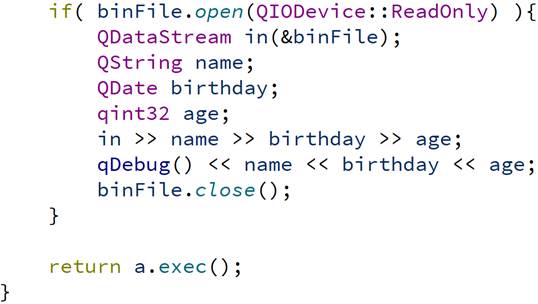 if( binFile.open(QIODevice::ReadOnly) ){
QDataStream in(&binFile);
QString name;
QDate birthday;
qint32 age;
in >> name >> birthday >> age;
qDebug() << name << birthday << age;
binFile.close();
}
return a.exec();
}